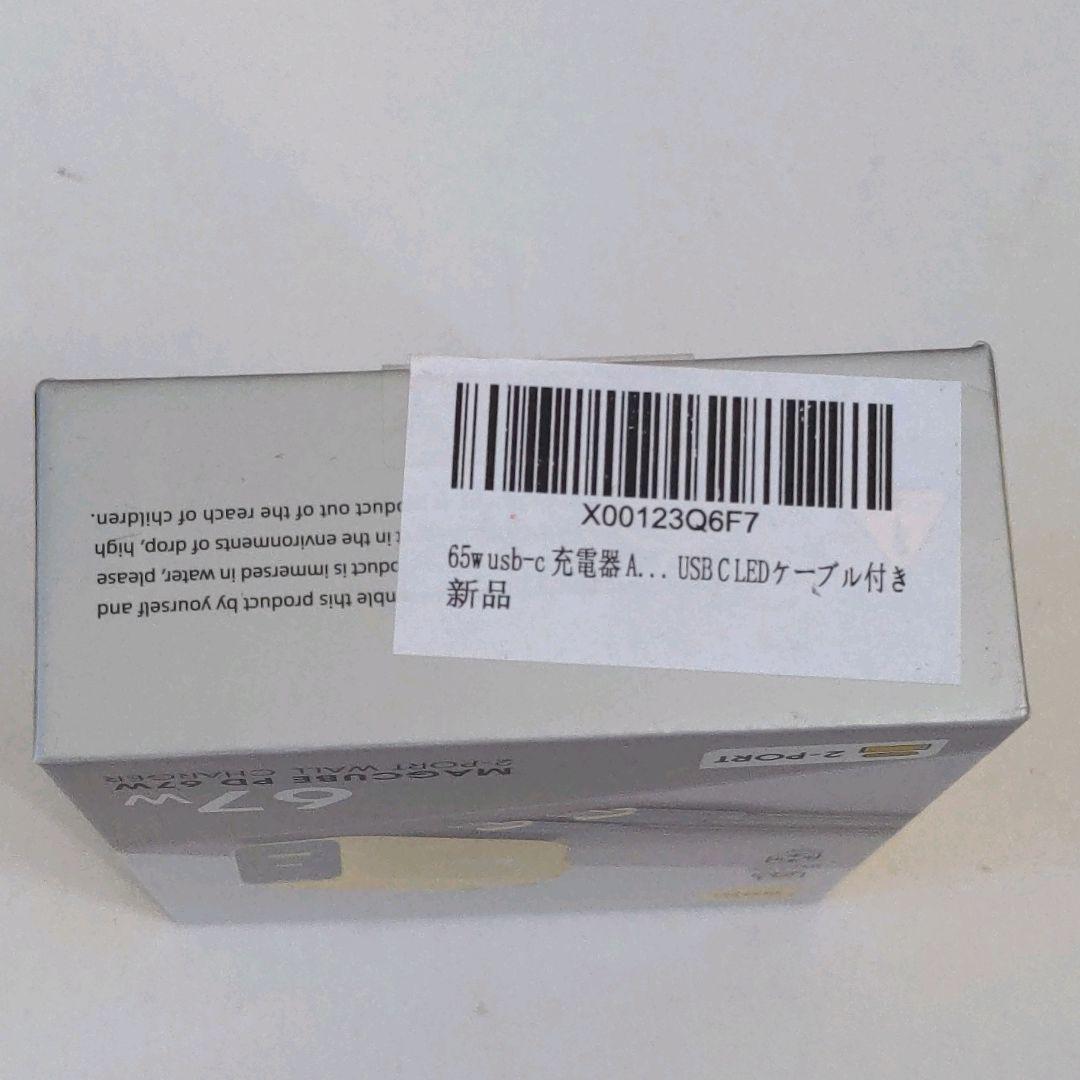 X00123Q6F7
65w usb-c 充電器 A... USB C LEDケーブル付き
新品
nble this product by yourself and
oduct is immersed in water, please
t in the environments of drop, high
oduct out of the reach of children.
2-PORT
67W
MAGCUBE PD 67W
2-PORT WALL CHARGER